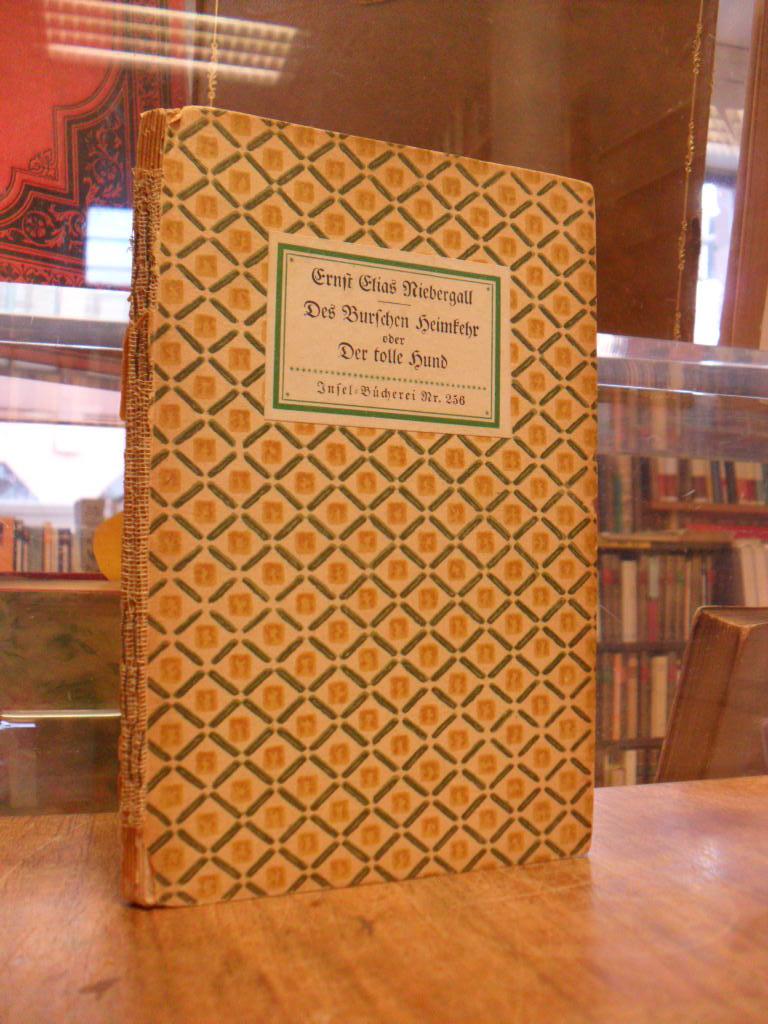 Ernſt Elias Niebergall
Des Burſchen Heimkehr
oder
Der tolle Hund
Inſel-Bücherei Nr. 256